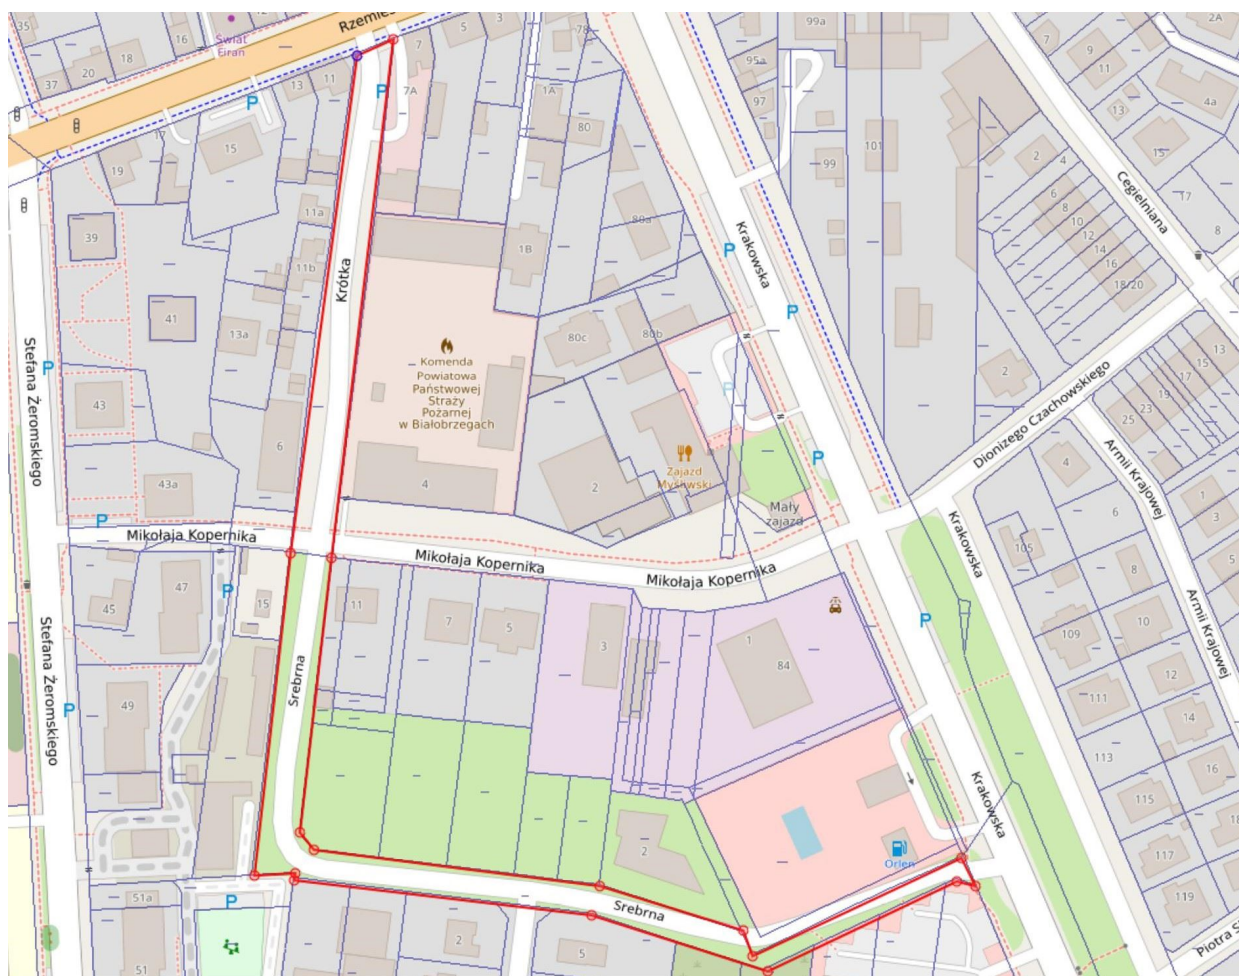 35
Świat
Eiran
16
18
20
37
13
11
7
5
3
78
99a
2A
7
9
11
13
4a
15
17
8
P
P
7A
1A
80
95a
97
99
101
2
4
6
8
10
12
14
16
18/20
Cegielniana
17
15
19
39
11a
11b
13a
41
Krótka
1B
80a
Krakowska
P
P
80c
80b
P
Stefana Żeromskiego
P
43
43a
6
Komenda
Powiatowa
Państwowej
Straży
Pożarnej
w Białobrzegach
4
2
Zajazd
Myśliwski
Mały
zajazd
P
2
Dionizego Czachowskiego
13
15
17
19
23
25
4
6
Armii Krajowej
1
3
5
P
Mikołaja Kopernika
Mikołaja Kopernika
Mikołaja Kopernika
Krakowska
105
8
10
109
111
12
14
16
113
115
117
119
18
Armii Krajowej
Stefana Żeromskiego
45
47
P
15
11
7
5
3
1
84
P
49
P
Srebrna
Krakowska
2
Orlen
51a
51
P
Srebrna
2
5
Piotra S